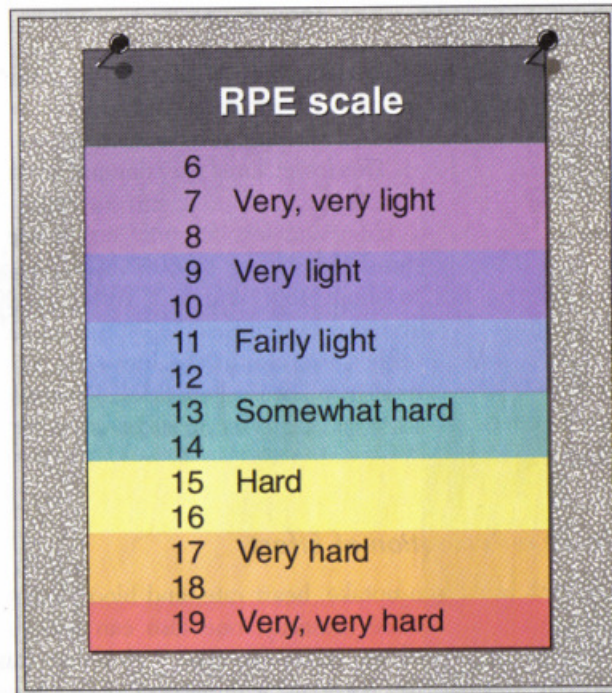 RPE scale
6
7 Very, very light
8
9 Very light
10
11 Fairly light
12
13 Somewhat hard
14
15 Hard
16
17 Very hard
18
19 Very, very hard